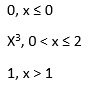 0, x ≤ 0
X³, 0 < x ≤ 2
1, x > 1